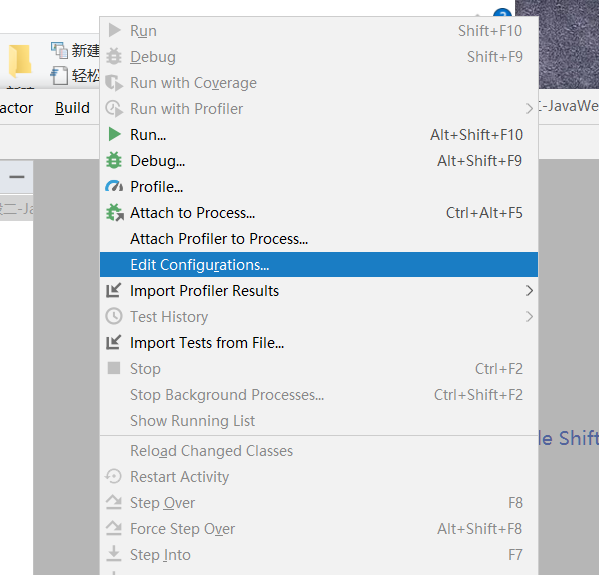 Run Shift+F10
新建
Debug Shift+F9
轻松
Run with Coverage
actor Build
Run with Profiler
-JavaWe
Run... Alt+Shift+F10
Debug... Alt+Shift+F9
Profile...
二-Ja
Attach to Process... Ctrl+Alt+F5
Attach Profiler to Process...
Edit Configurations...
Import Profiler Results
Test History
Import Tests from File...
Stop Ctrl+F2
Stop Background Processes... Ctrl+Shift+F2
Show Running List
le Shift
Reload Changed Classes
Restart Activity
Step Over F8
Force Step Over Alt+Shift+F8
Step Into F7